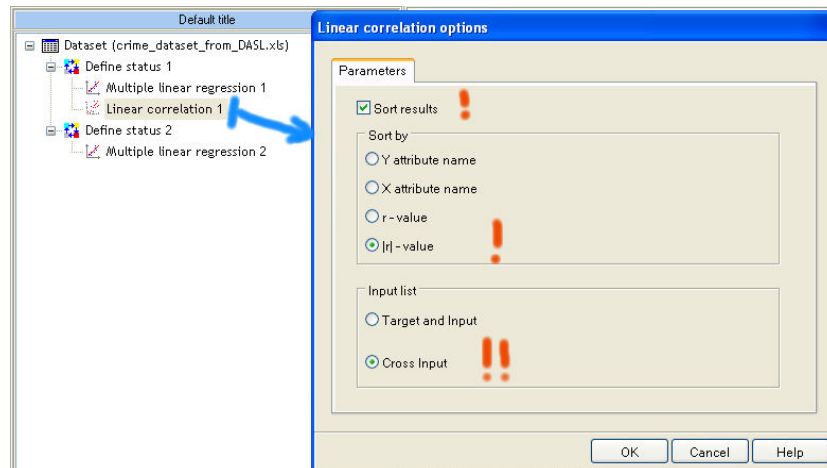 Default title
Dataset (crime_dataset_from_DASL.xls)
Define status 1
Multiple linear regression 1
Linear correlation 1
Define status 2
Multiple linear regression 2
Linear correlation options
Parameters
Sort results !
Sort by
Y attribute name
X attribute name
r - value
|r| - value !
Input list
Target and Input
Cross Input !!
OK Cancel Help